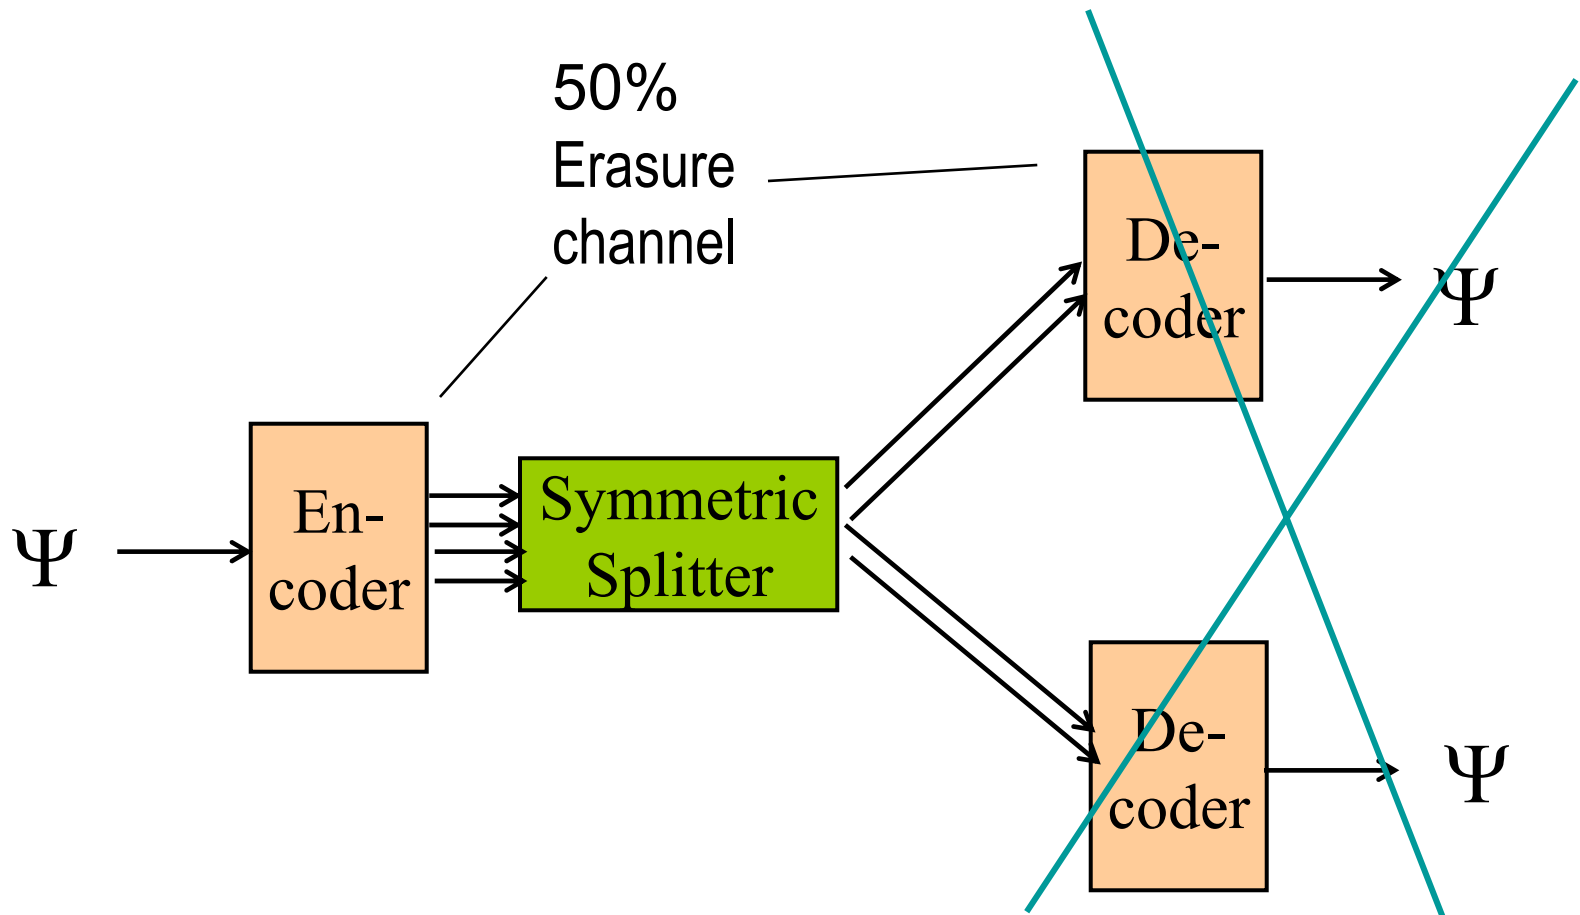 50%
Erasure
channel
De-
coder
Ψ
En-
coder
Symmetric
Splitter
Ψ
De-
coder
Ψ